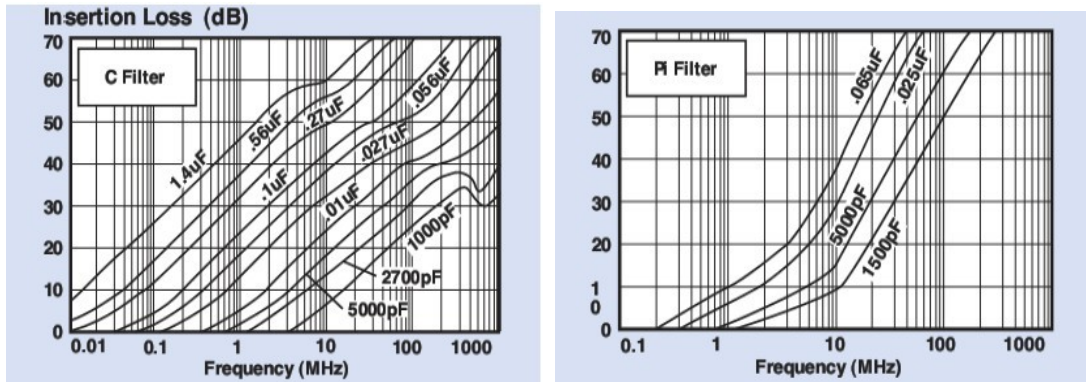 Insertion Loss (dB)
70
60
50
40
30
20
10
0
C Filter
1.4uF
.56uF
.27uF
.1uF
.056uF
.027uF
.01uF
1000pF
2700pF
5000pF
0.01 0.1 1 10 100 1000
Frequency (MHz)
70
60
50
40
30
20
1
0
0
Pi Filter
.065uF
.025uF
5000pF
1500pF
0.1 1 10 100 1000
Frequency (MHz)